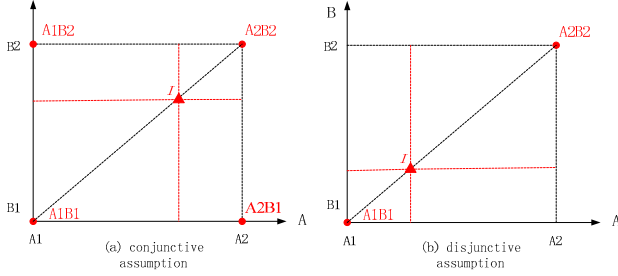 B2
A1B2
A2B2
I
B1
A1B1
A2B1
A
A1
A2
(a) conjunctive
assumption
B
B2
A2B2
I
B1
A1B1
A
A1
A2
(b) disjunctive
assumption